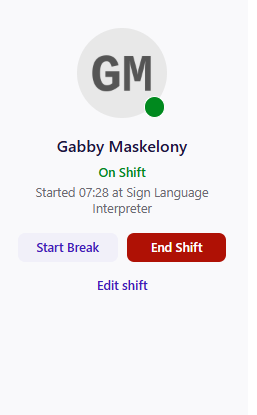 GM
Gabby Maskelony
On Shift
Started 07:28 at Sign Language
Interpreter
Start Break
End Shift
Edit shift